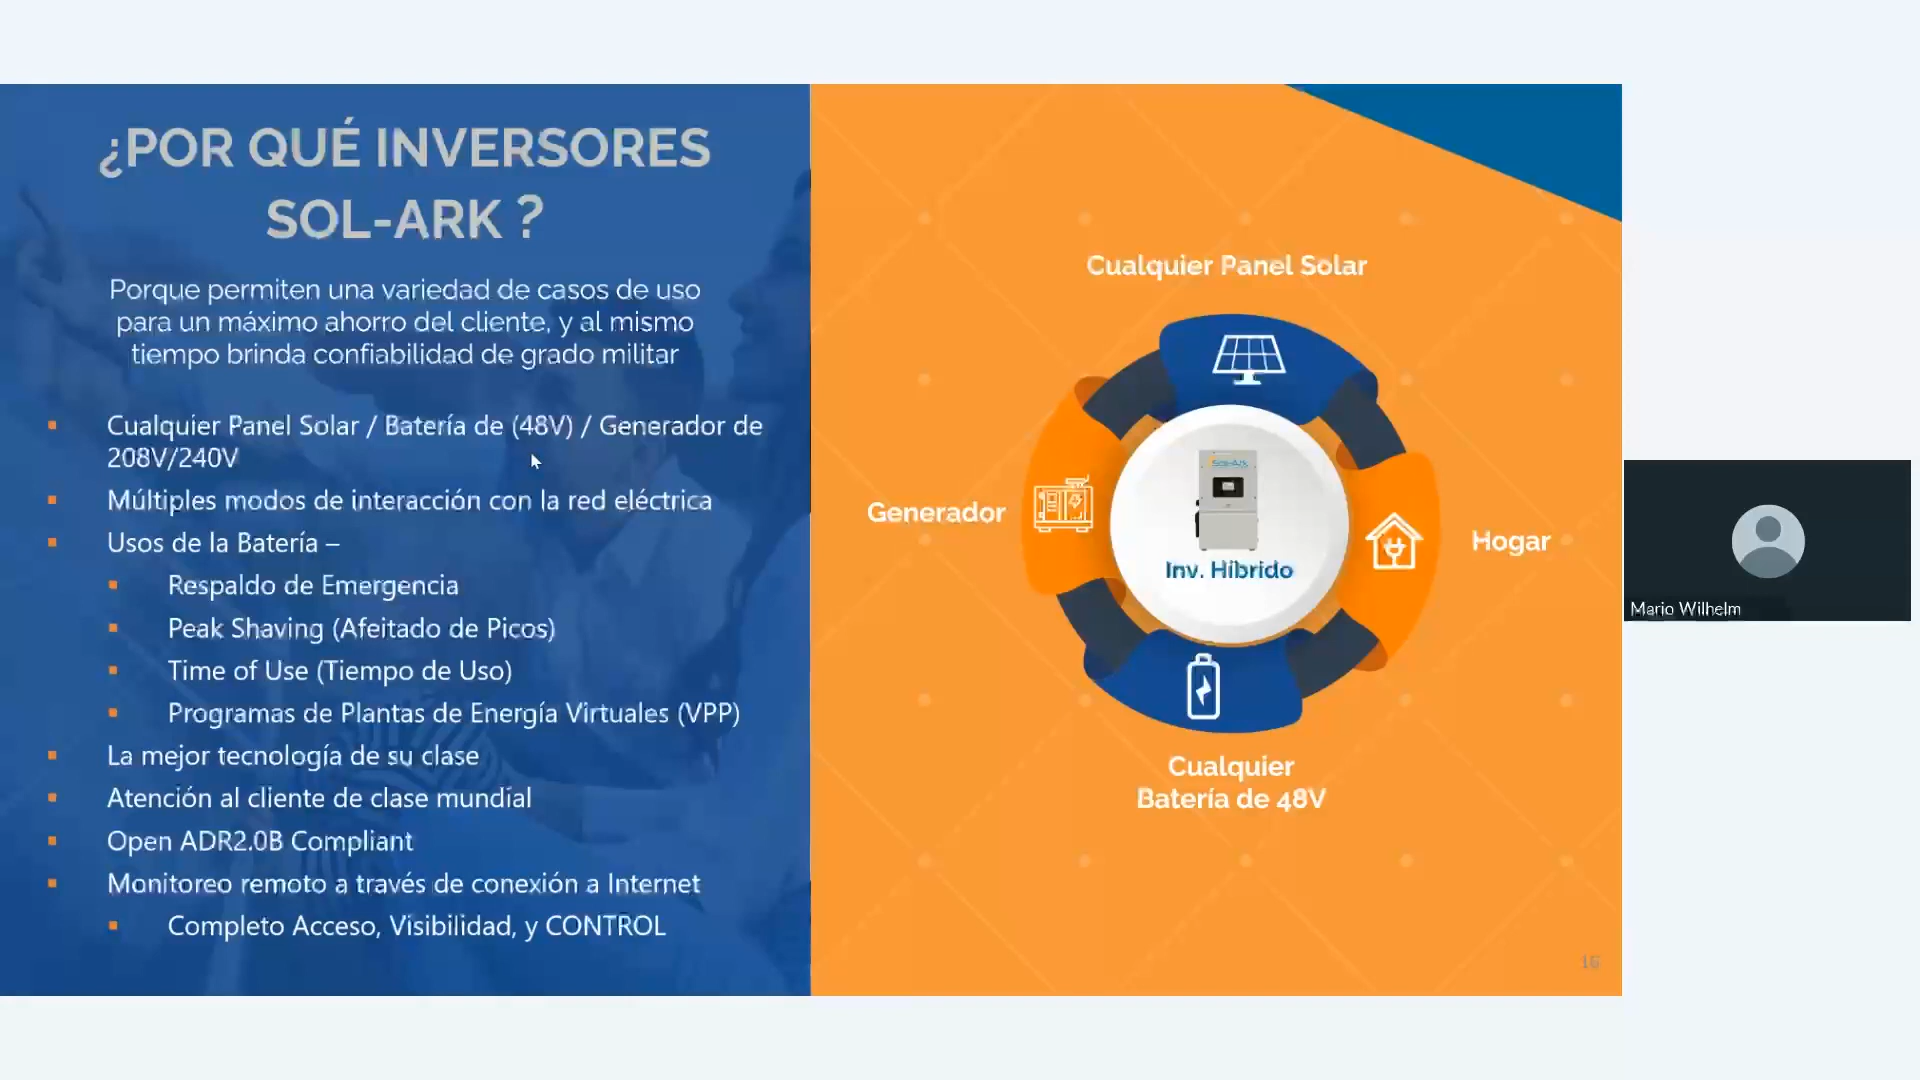 ¿POR QUÉ INVERSORES
SOL-ARK ?
Porque permiten una variedad de casos de uso
para un máximo ahorro del cliente, y al mismo
tiempo brinda confiabilidad de grado militar
Cualquier Panel Solar / Batería de (48V) / Generador de
208V/240V
Múltiples modos de interacción con la red eléctrica
Usos de la Batería –
Respaldo de Emergencia
Peak Shaving (Afeitado de Picos)
Time of Use (Tiempo de Uso)
Programas de Plantas de Energía Virtuales (VPP)
La mejor tecnología de su clase
Atención al cliente de clase mundial
Open ADR2.0B Compliant
Monitoreo remoto a través de conexión a Internet
Completo Acceso, Visibilidad, y CONTROL
Cualquier Panel Solar
Generador
Sol-Ark
Inv. Híbrido
Hogar
Cualquier
Batería de 48V
16
Mario Wilhelm